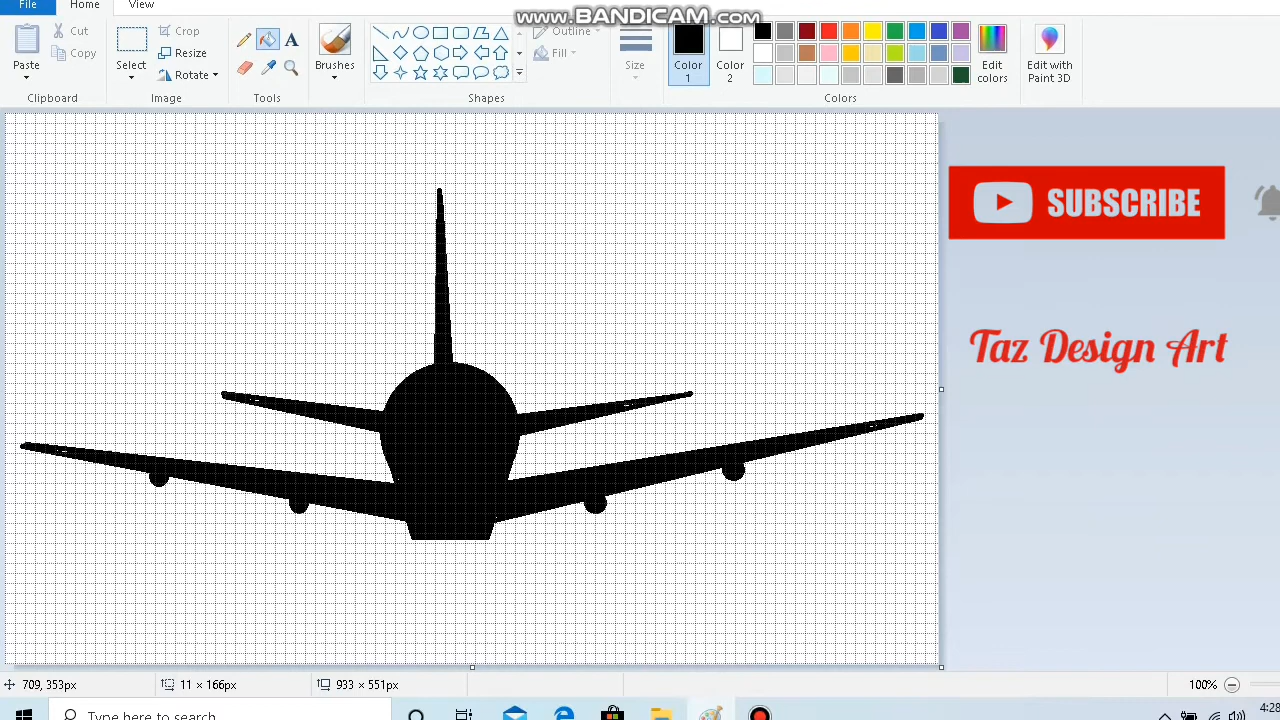 www.BANDICAM.com
File
Home
View
Crop
Outline
Resize
Fill
Paste
Select
Rotate
Brushes
Size
Color 1
Color 2
Edit colors
Edit with Paint 3D
Clipboard
Image
Tools
Shapes
Colors
SUBSCRIBE
Taz Design Art
709, 353px
11 × 166px
933 × 551px
100%
Type here to search
4:28